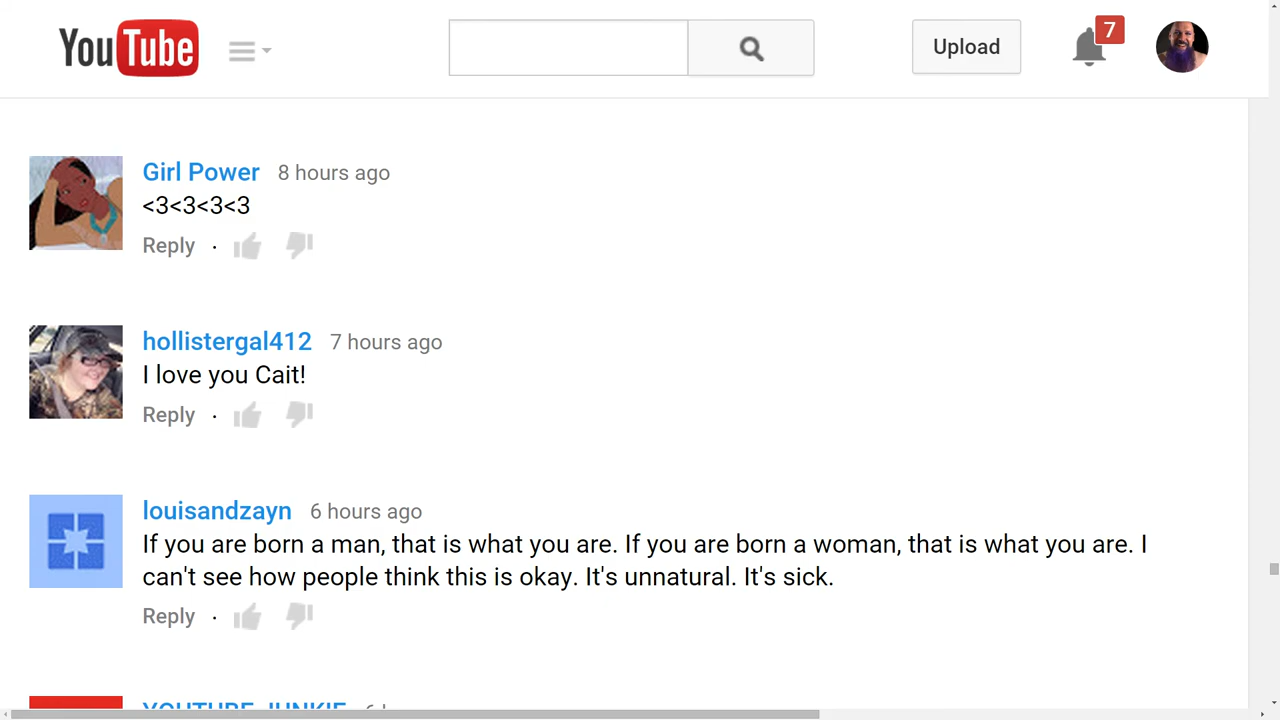 YouTube
Upload
7
Girl Power 8 hours ago
<3<3<3<3
Reply ·
hollistergal412 7 hours ago
I love you Cait!
Reply ·
louisandzayn 6 hours ago
If you are born a man, that is what you are. If you are born a woman, that is what you are. I
can't see how people think this is okay. It's unnatural. It's sick.
Reply ·
YOUTUBE JUNKIE